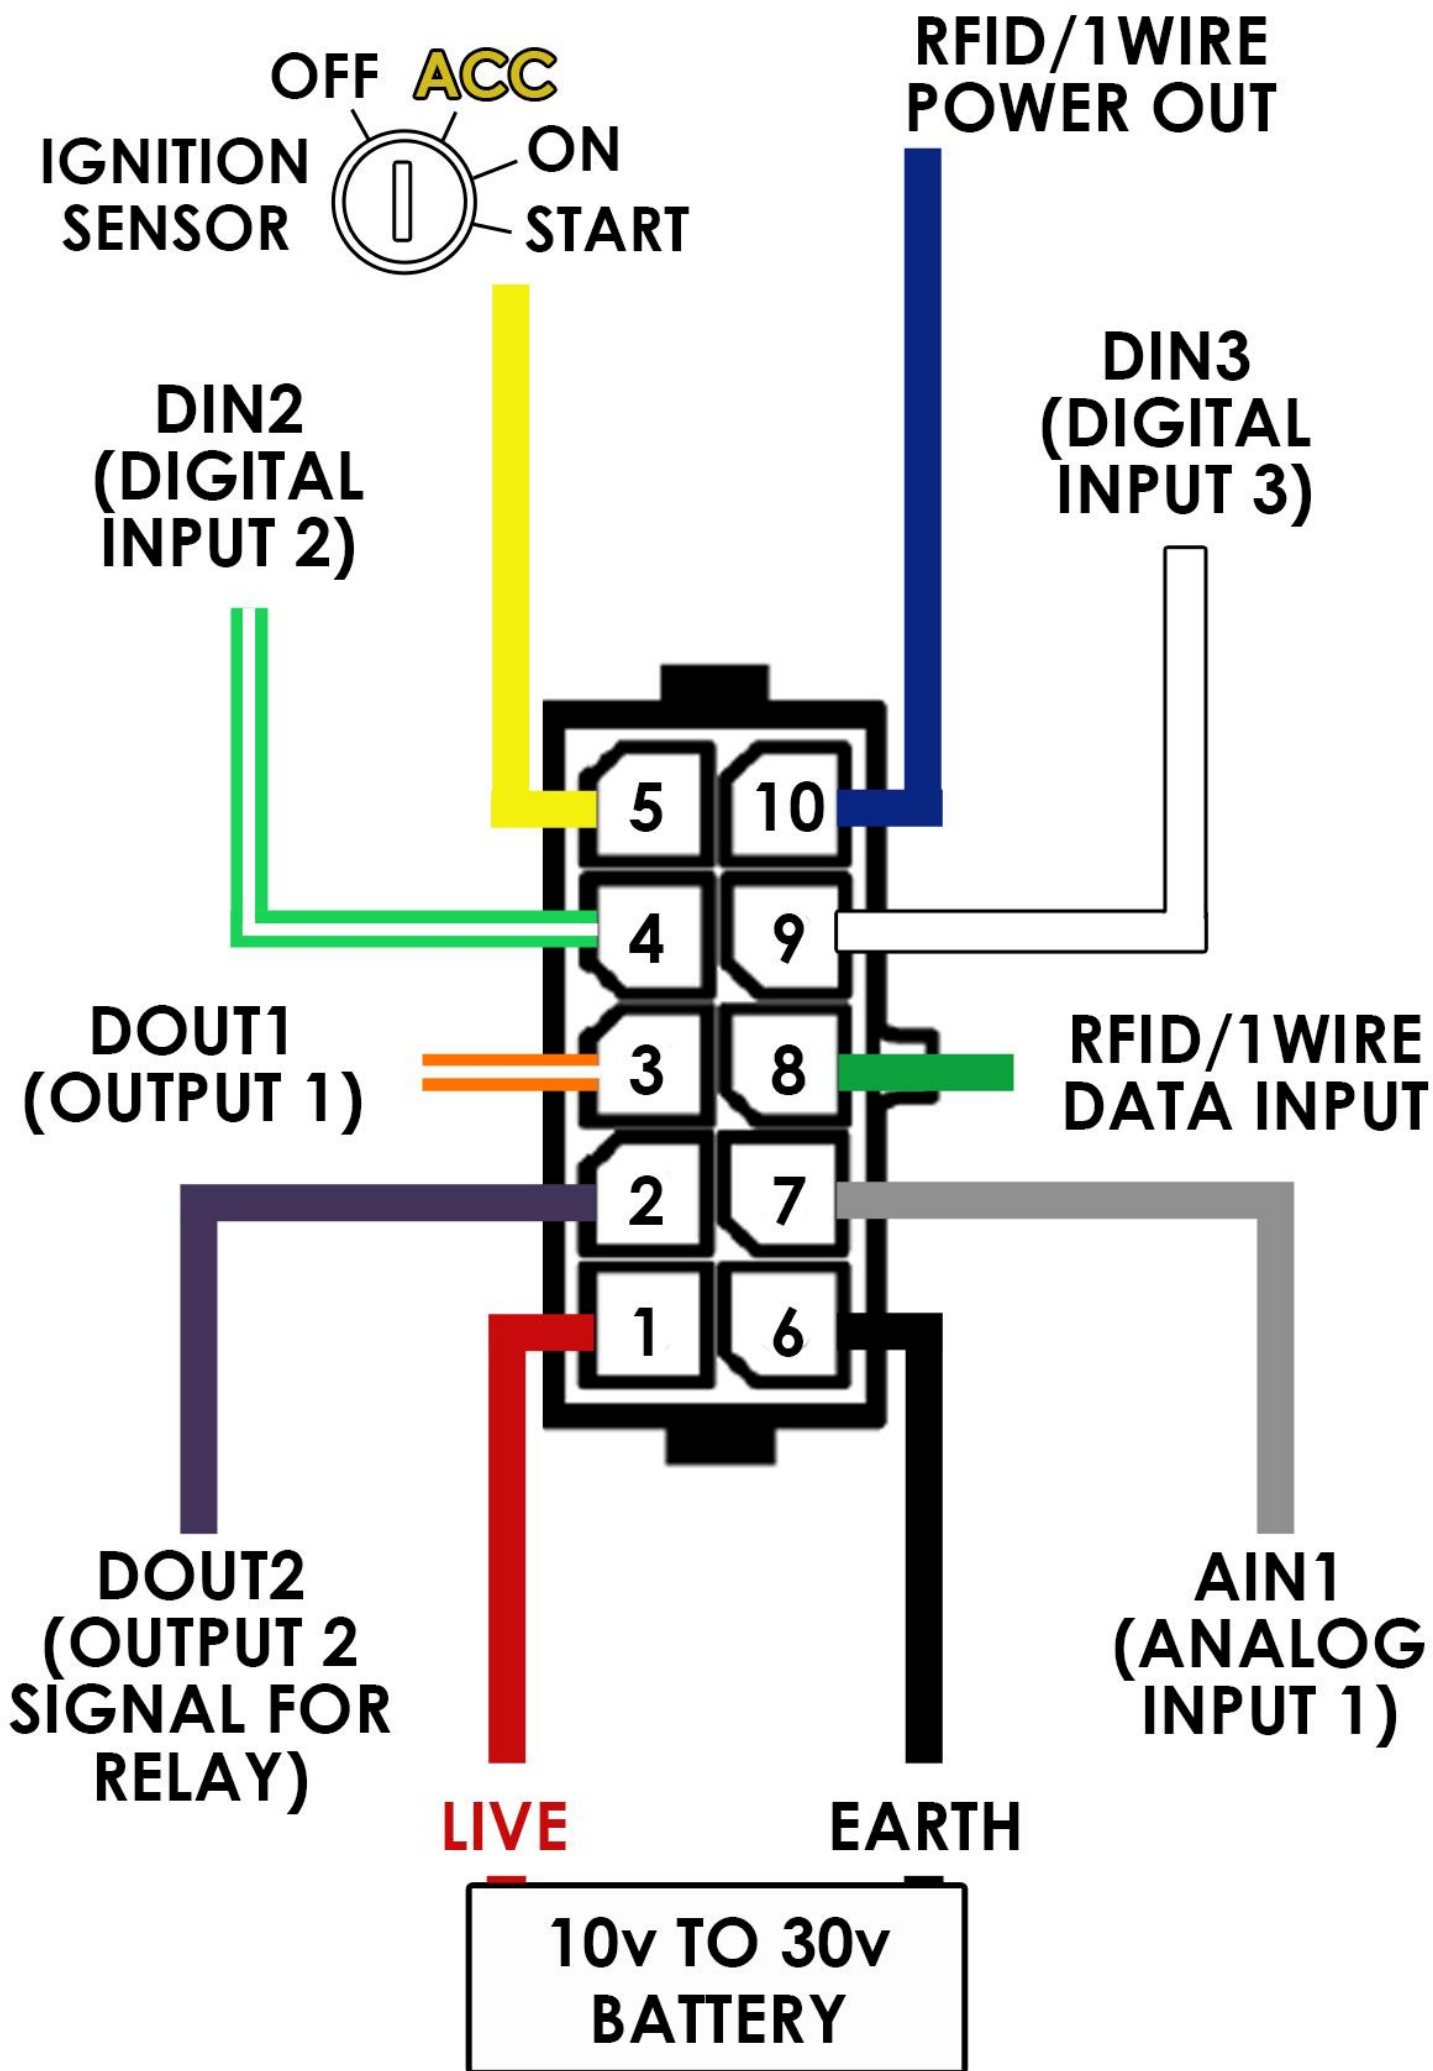 OFF ACC
ON
START
IGNITION
SENSOR
RFID/1WIRE
POWER OUT
DIN2
(DIGITAL
INPUT 2)
DIN3
(DIGITAL
INPUT 3)
5 10
4 9
3 8
2 7
1 6
DOUT1
(OUTPUT 1)
RFID/1WIRE
DATA INPUT
DOUT2
(OUTPUT 2
SIGNAL FOR
RELAY)
AIN1
(ANALOG
INPUT 1)
LIVE
EARTH
10v TO 30v
BATTERY